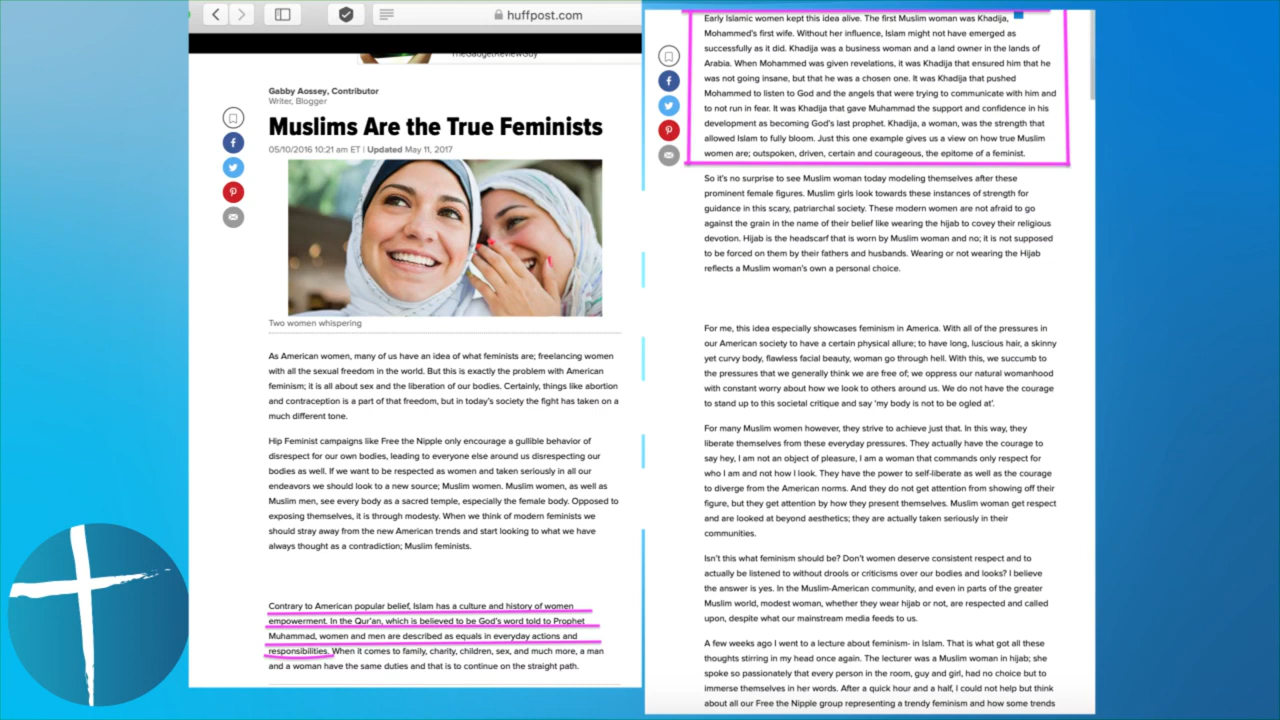 huffpost.com
TheGadgetReviewGuy
Gabby Aossey, Contributor
Writer, Blogger
Muslims Are the True Feminists
05/10/2016 10:21 am ET | Updated May 11, 2017
Two women whispering
As American women, many of us have an idea of what feminists are; freelancing women
with all the sexual freedom in the world. But this is exactly the problem with American
feminism; it is all about sex and the liberation of our bodies. Certainly, things like abortion
and contraception is a part of that freedom, but in today's society the fight has taken on a
much different tone.
Hip Feminist campaigns like Free the Nipple only encourage a gullible behavior of
disrespect for our own bodies, leading to everyone else around us disrespecting our
bodies as well. If we want to be respected as women and taken seriously in all our
endeavors we should look to a new source; Muslim women. Muslim women, as well as
Muslim men, see every body as a sacred temple, especially the female body. Opposed to
exposing themselves, it is through modesty. When we think of modern feminists we
should stray away from the new American trends and start looking to what we have
always thought as a contradiction; Muslim feminists.
Contrary to American popular belief, Islam has a culture and history of women
empowerment. In the Qur'an, which is believed to be God's word told to Prophet
Muhammad, women and men are described as equals in everyday actions and
responsibilities. When it comes to family, charity, children, sex, and much more, a man
and a woman have the same duties and that is to continue on the straight path.
Early Islamic women kept this idea alive. The first Muslim woman was Khadija,
Mohammed's first wife. Without her influence, Islam might not have emerged as
successfully as it did. Khadija was a business woman and a land owner in the lands of
Arabia. When Mohammed was given revelations, it was Khadija that ensured him that he
was not going insane, but that he was a chosen one. It was Khadija that pushed
Mohammed to listen to God and the angels that were trying to communicate with him and
to not run in fear. It was Khadija that gave Muhammad the support and confidence in his
development as becoming God's last prophet. Khadija, a woman, was the strength that
allowed Islam to fully bloom. Just this one example gives us a view on how true Muslim
women are; outspoken, driven, certain and courageous, the epitome of a feminist.
So it's no surprise to see Muslim woman today modeling themselves after these
prominent female figures. Muslim girls look towards these instances of strength for
guidance in this scary, patriarchal society. These modern women are not afraid to go
against the grain in the name of their belief like wearing the hijab to covey their religious
devotion. Hijab is the headscarf that is worn by Muslim woman and no; it is not supposed
to be forced on them by their fathers and husbands. Wearing or not wearing the Hijab
reflects a Muslim woman's own a personal choice.
For me, this idea especially showcases feminism in America. With all of the pressures in
our American society to have a certain physical allure; to have long, luscious hair, a skinny
yet curvy body, flawless facial beauty, woman go through hell. With this, we succumb to
the pressures that we generally think we are free of; we oppress our natural womanhood
with constant worry about how we look to others around us. We do not have the courage
to stand up to this societal critique and say 'my body is not to be ogled at'.
For many Muslim women however, they strive to achieve just that. In this way, they
liberate themselves from these everyday pressures. They actually have the courage to
say hey, I am not an object of pleasure, I am a woman that commands only respect for
who I am and not how I look. They have the power to self-liberate as well as the courage
to diverge from the American norms. And they do not get attention from showing off their
figure, but they get attention by how they present themselves. Muslim woman get respect
and are looked at beyond aesthetics; they are actually taken seriously in their
communities.
Isn't this what feminism should be? Don't women deserve consistent respect and to
actually be listened to without drools or criticisms over our bodies and looks? I believe
the answer is yes. In the Muslim-American community, and even in parts of the greater
Muslim world, modest woman, whether they wear hijab or not, are respected and called
upon, despite what our mainstream media feeds to us.
A few weeks ago I went to a lecture about feminism- in Islam. That is what got all these
thoughts stirring in my head once again. The lecturer was a Muslim woman in hijab; she
spoke so passionately that every person in the room, guy and girl, had no choice but to
immerse themselves in her words. After a quick hour and a half, I could not help but think
about all our Free the Nipple group representing a trendy feminism and how some trends